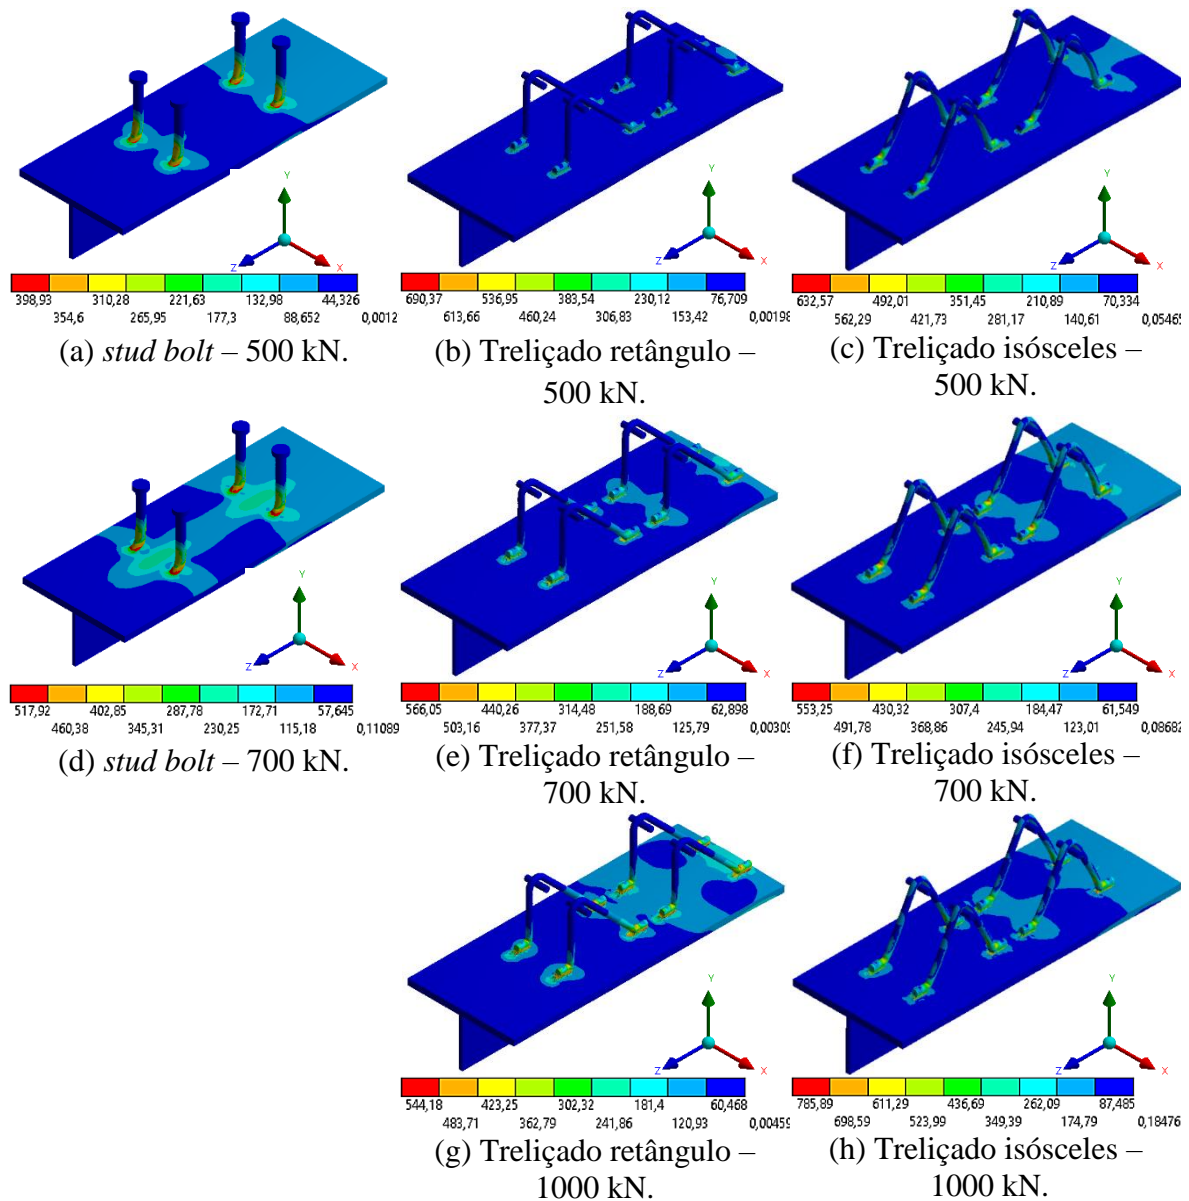 Y
Z
X
398,93 310,28 221,63 132,98 44,326
354,6 265,95 177,3 88,652 0,0012
(a) stud bolt – 500 kN.
Y
Z
X
690,37 536,95 383,54 230,12 76,709
613,66 460,24 306,83 153,42 0,00198
(b) Treliçado retângulo –
500 kN.
Y
Z
X
632,57 492,01 351,45 210,89 70,334
562,29 421,73 281,17 140,61 0,05465
(c) Treliçado isósceles –
500 kN.
Y
Z
X
517,92 402,85 287,78 172,71 57,645
460,38 345,31 230,25 115,18 0,11089
(d) stud bolt – 700 kN.
Y
Z
X
566,05 440,26 314,48 188,69 62,898
503,16 377,37 251,58 125,79 0,00309
(e) Treliçado retângulo –
700 kN.
Y
Z
X
553,25 430,32 307,4 184,47 61,549
491,78 368,86 245,94 123,01 0,08682
(f) Treliçado isósceles –
700 kN.
Y
Z
X
544,18 423,25 302,32 181,4 60,468
483,71 362,79 241,86 120,93 0,00459
(g) Treliçado retângulo –
1000 kN.
Y
Z
X
785,89 611,29 436,69 262,09 87,485
698,59 523,99 349,39 174,79 0,18476
(h) Treliçado isósceles –
1000 kN.